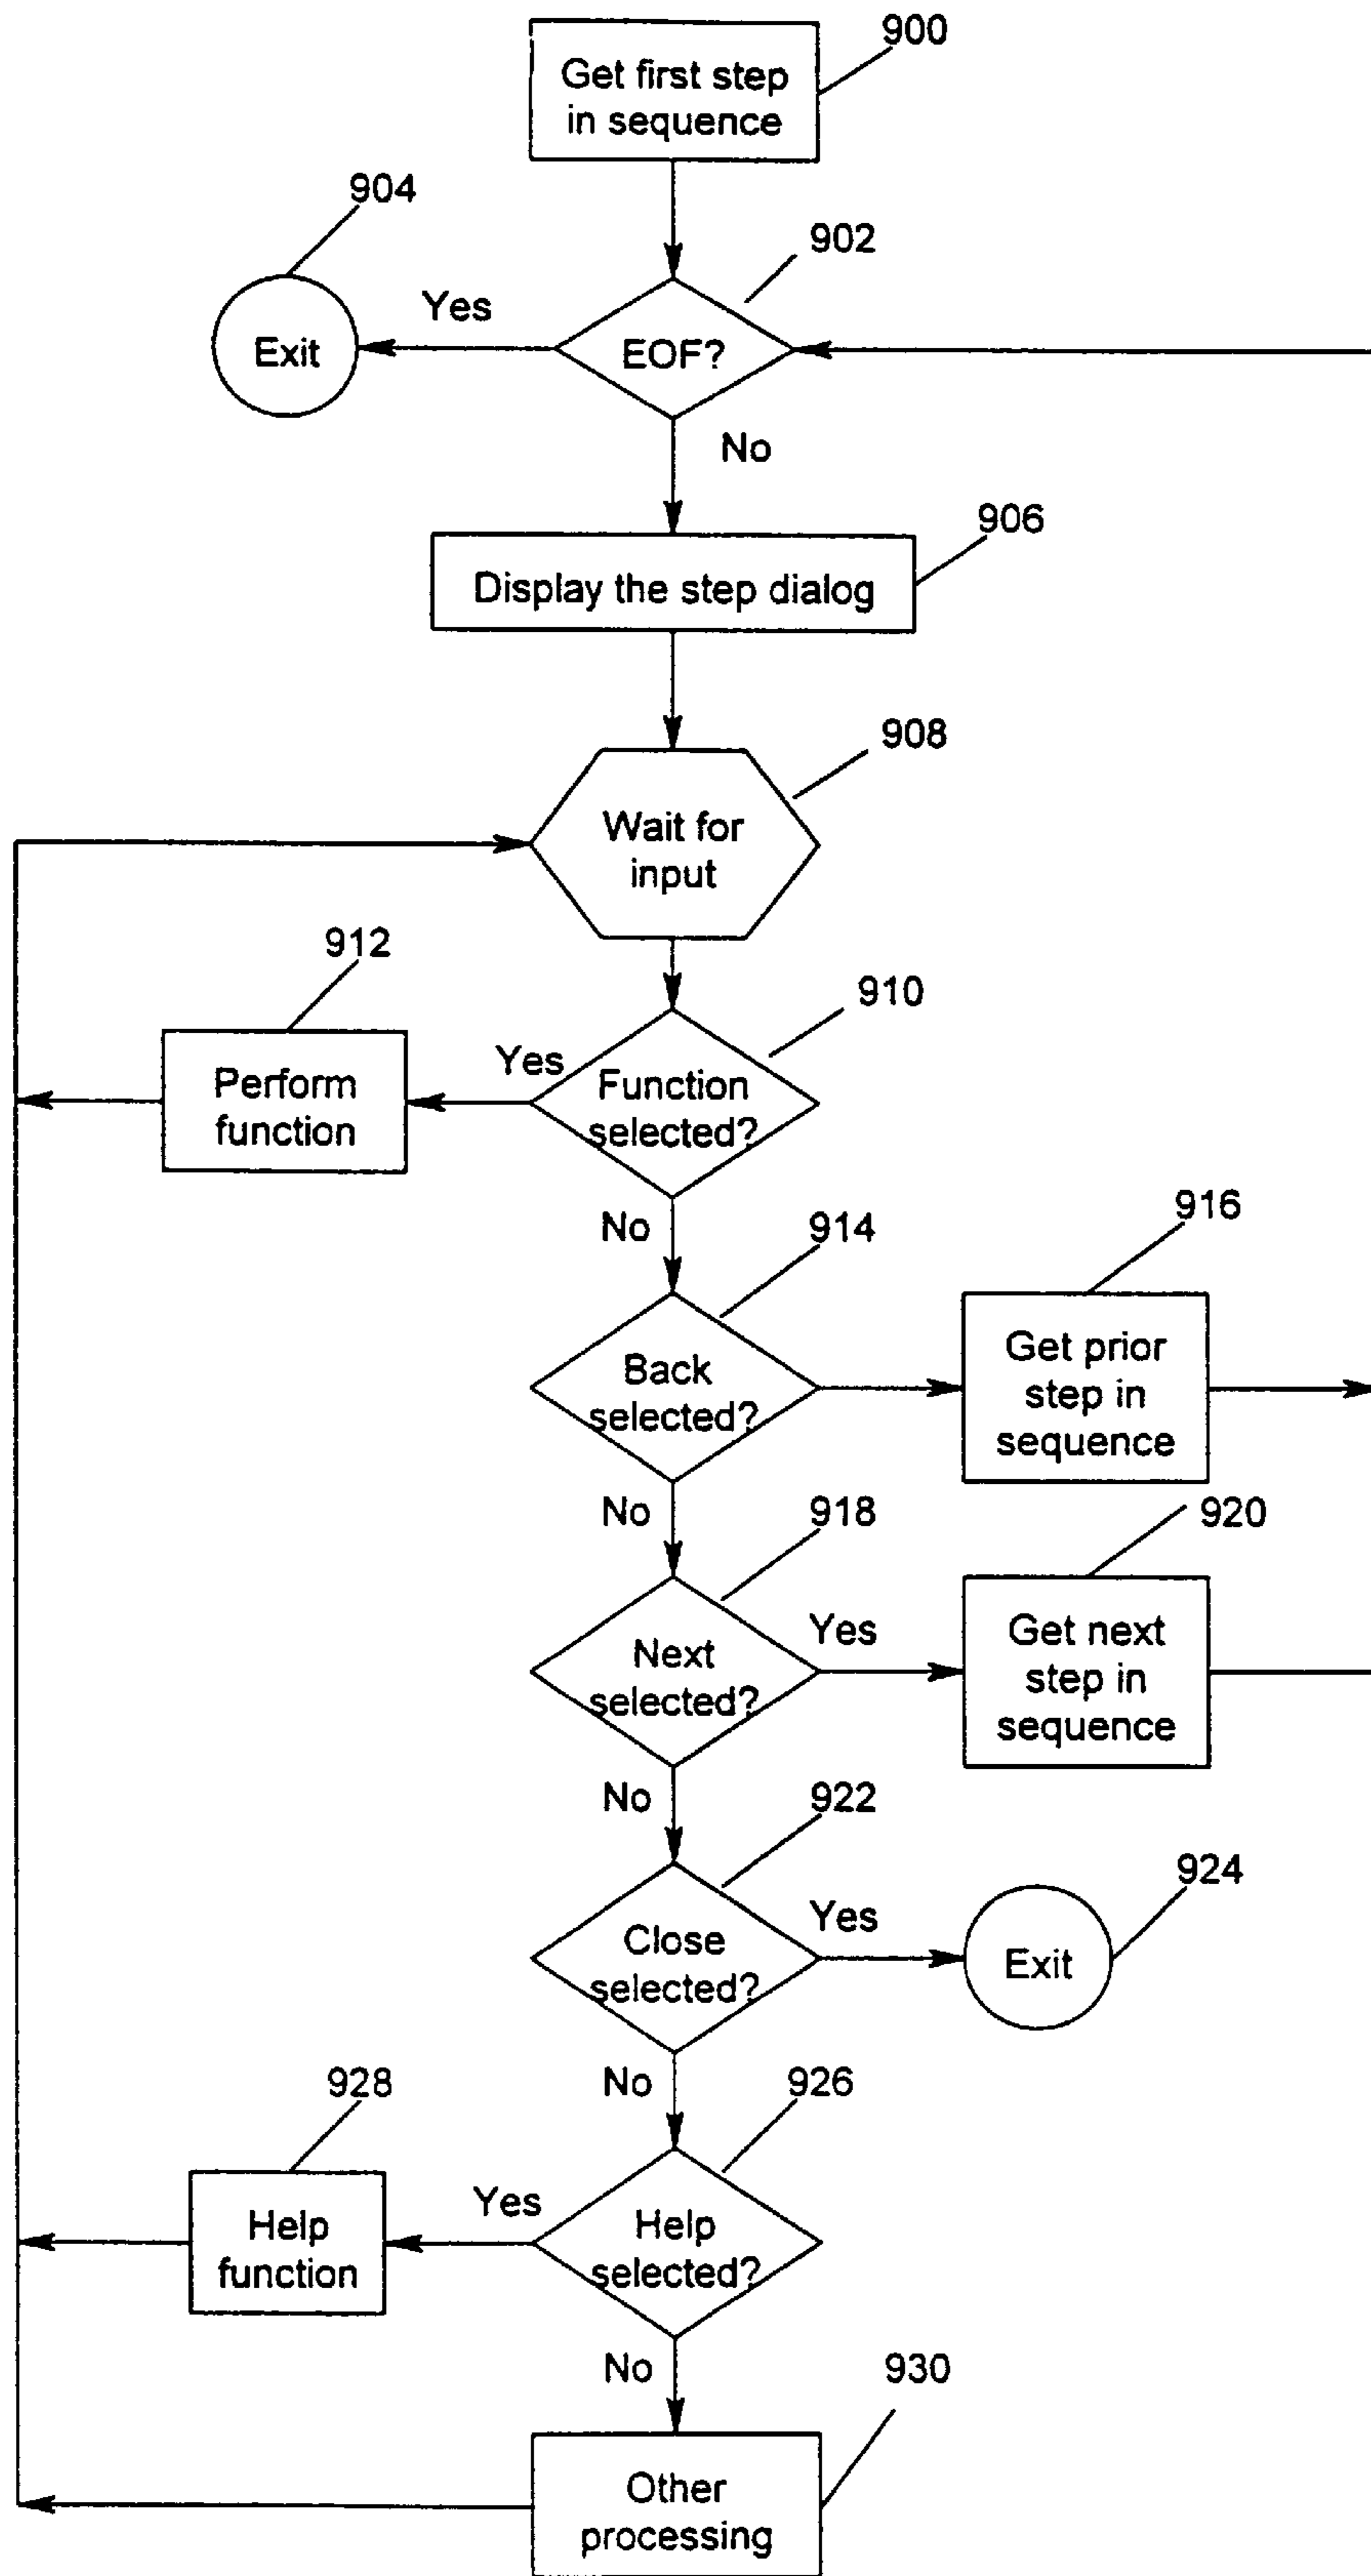 900
Get first step
in sequence
904
902
Yes
Exit
EOF?
No
906
Display the step dialog
908
Wait for
input
912
910
Yes
Perform
function
Function
selected?
No
914
916
Back
selected?
Get prior
step in
sequence
No
918
920
Yes
Next
selected?
Get next
step in
sequence
No
922
924
Yes
Close
selected?
Exit
No
928
926
Yes
Help
function
Help
selected?
No
930
Other
processing